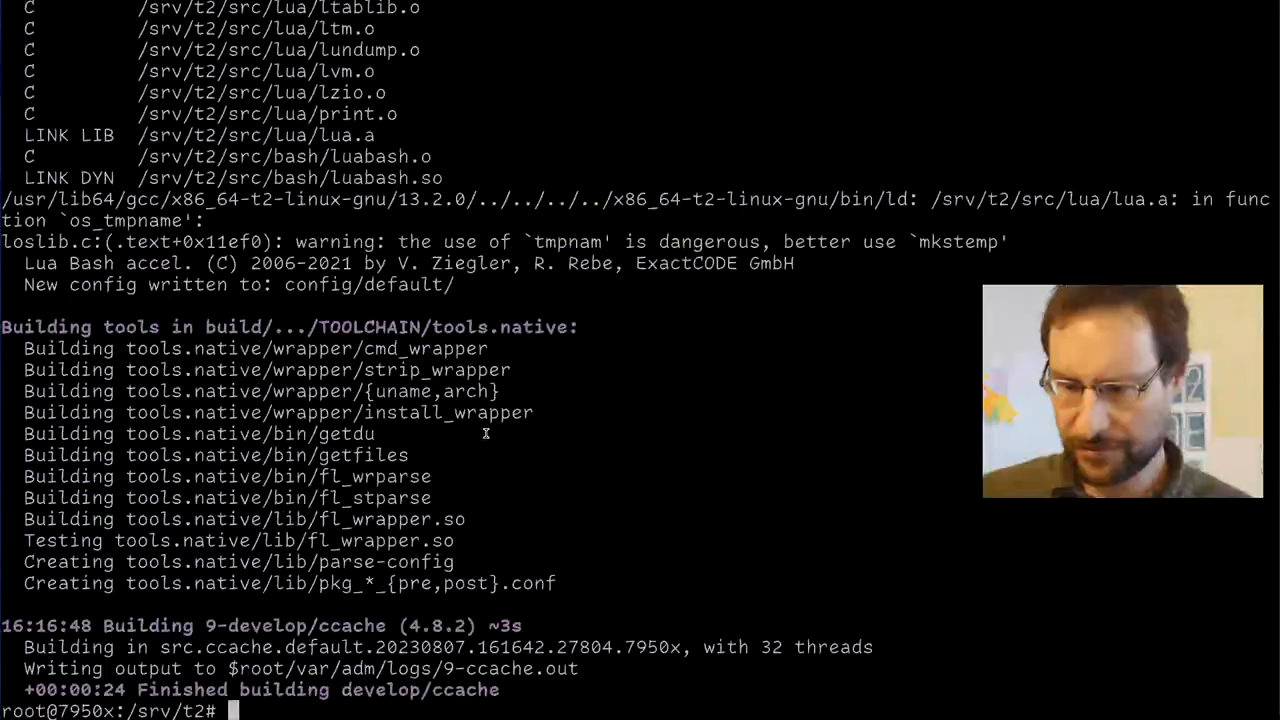 C        /srv/t2/src/lua/ltablib.o
C        /srv/t2/src/lua/ltm.o
C        /srv/t2/src/lua/lundump.o
C        /srv/t2/src/lua/lvm.o
C        /srv/t2/src/lua/lzio.o
C        /srv/t2/src/lua/print.o
LINK LIB  /srv/t2/src/lua/lua.a
C        /srv/t2/src/bash/luabash.o
LINK DYN  /srv/t2/src/bash/luabash.so
/usr/lib64/gcc/x86_64-t2-linux-gnu/13.2.0/../../../../x86_64-t2-linux-gnu/bin/ld: /srv/t2/src/lua/lua.a: in func
tion `os_tmpname':
loslib.c:(.text+0x11ef0): warning: the use of `tmpnam' is dangerous, better use `mkstemp'
Lua Bash accel. (C) 2006-2021 by V. Ziegler, R. Rebe, ExactCODE GmbH
New config written to: config/default/
Building tools in build/.../TOOLCHAIN/tools.native:
Building tools.native/wrapper/cmd_wrapper
Building tools.native/wrapper/strip_wrapper
Building tools.native/wrapper/{uname,arch}
Building tools.native/wrapper/install_wrapper
Building tools.native/bin/getdu
Building tools.native/bin/getfiles
Building tools.native/bin/fl_wrparse
Building tools.native/bin/fl_stparse
Building tools.native/lib/fl_wrapper.so
Testing tools.native/lib/fl_wrapper.so
Creating tools.native/lib/parse-config
Creating tools.native/lib/pkg_*_{pre,post}.conf
16:16:48 Building 9-develop/ccache (4.8.2) ~3s
Building in src.ccache.default.20230807.161642.27804.7950x, with 32 threads
Writing output to $root/var/adm/logs/9-ccache.out
+00:00:24 Finished building develop/ccache
root@7950x:/srv/t2#